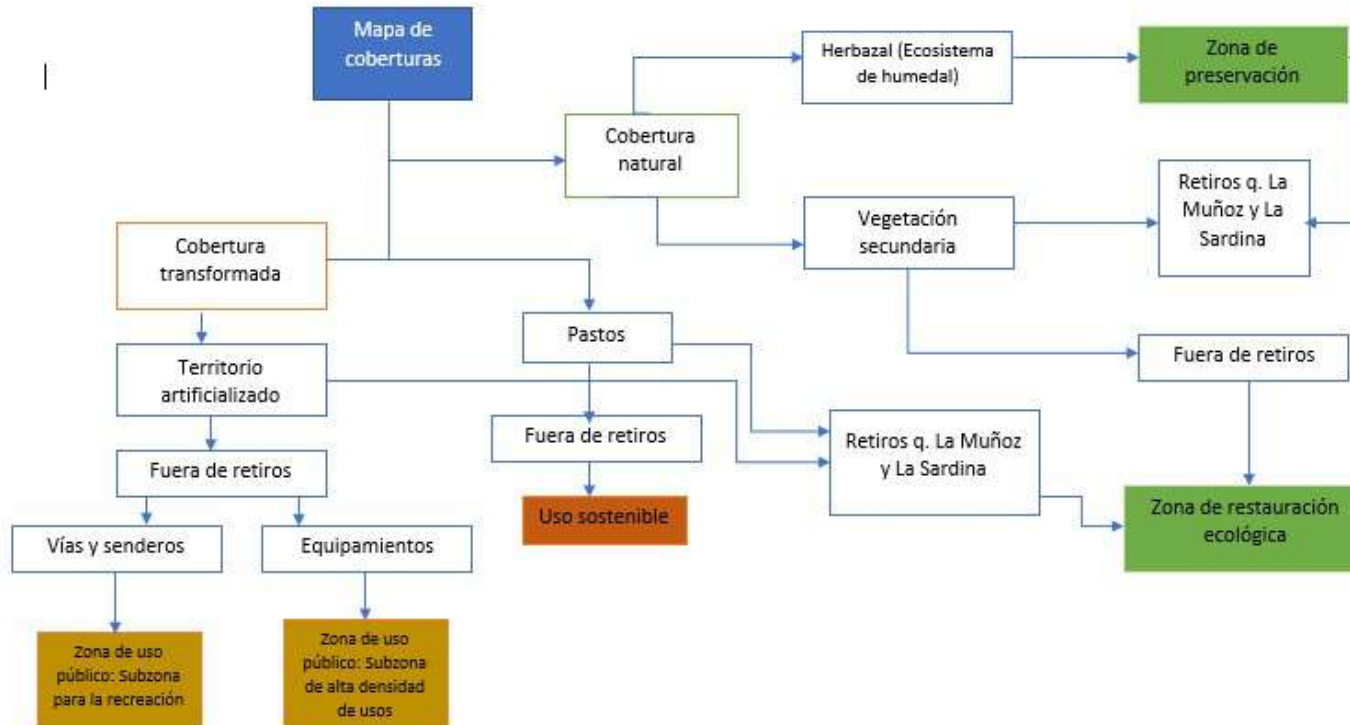 Mapa de
coberturas
Herbazal (Ecosistema
de humedal)
Zona de
preservación
Cobertura
natural
Retiros q. La
Muñoz y La
Sardina
Vegetación
secundaria
Cobertura
transformada
Pastos
Fuera de retiros
Territorio
artificializado
Fuera de retiros
Retiros q. La Muñoz
y La Sardina
Fuera de retiros
Uso sostenible
Zona de restauración
ecológica
Vías y senderos
Equipamientos
Zona de uso
público: Subzona
para la recreación
Zona de uso
público: Subzona
de alta densidad
de usos